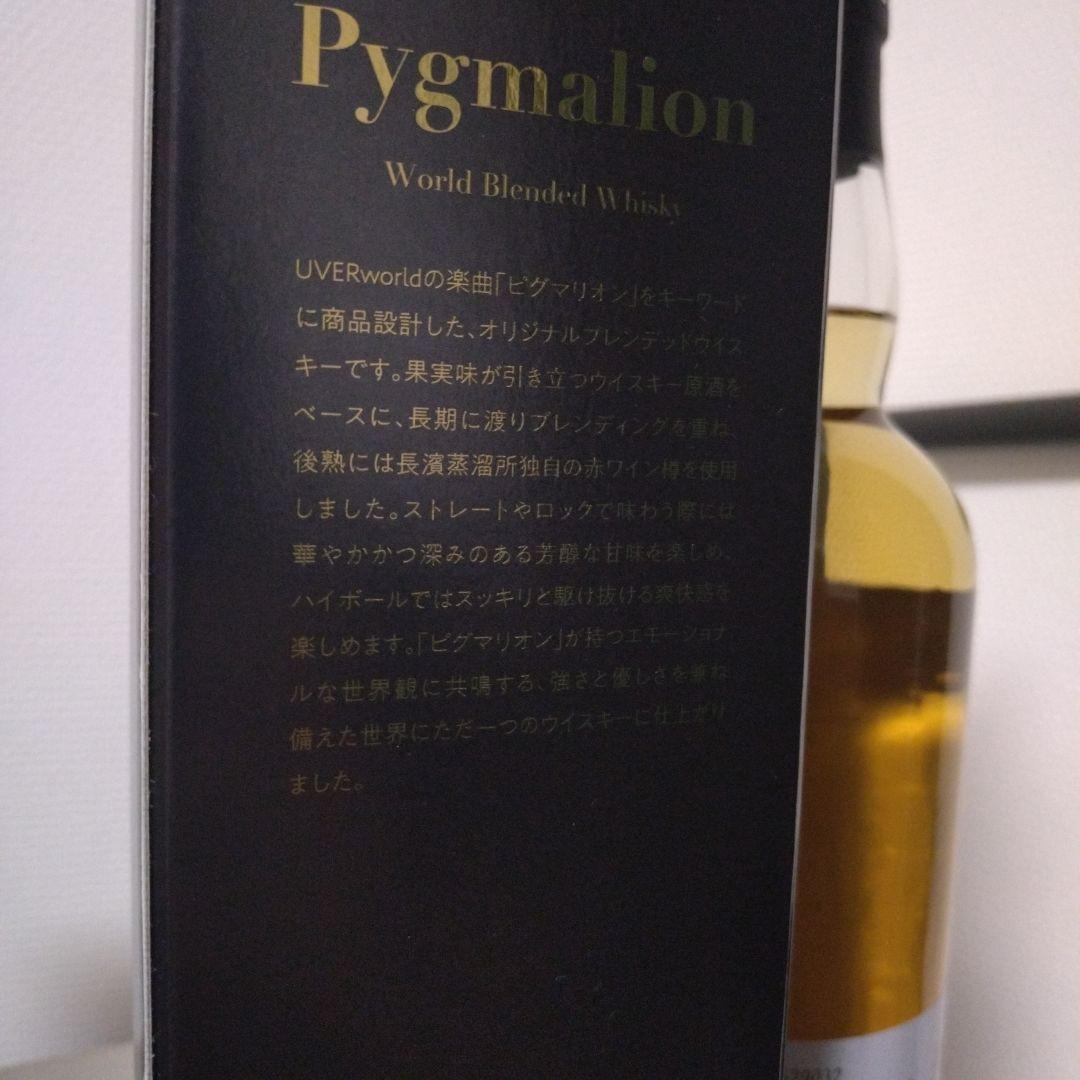 Pygmalion
World Blended Whisky
UVERworldの楽曲「ピグマリオン」をキーワード
に商品設計した、オリジナルブレンデッドウイス
キーです。果実味が引き立つウイスキー原酒を
ベースに、長期に渡りブレンディングを重ね、
後熟には長濱蒸溜所独自の赤ワイン樽を使用
しました。ストレートやロックで味わう際には
華やかかつ深みのある芳醇な甘味を楽しめ、
ハイボールではスッキリと駆け抜ける爽快感を
楽しめます。「ピグマリオン」が持つエモーショナ
ルな世界観に共鳴する、強さと優しさを兼ね
備えた世界にただ一つのウイスキーに仕上がり
ました。